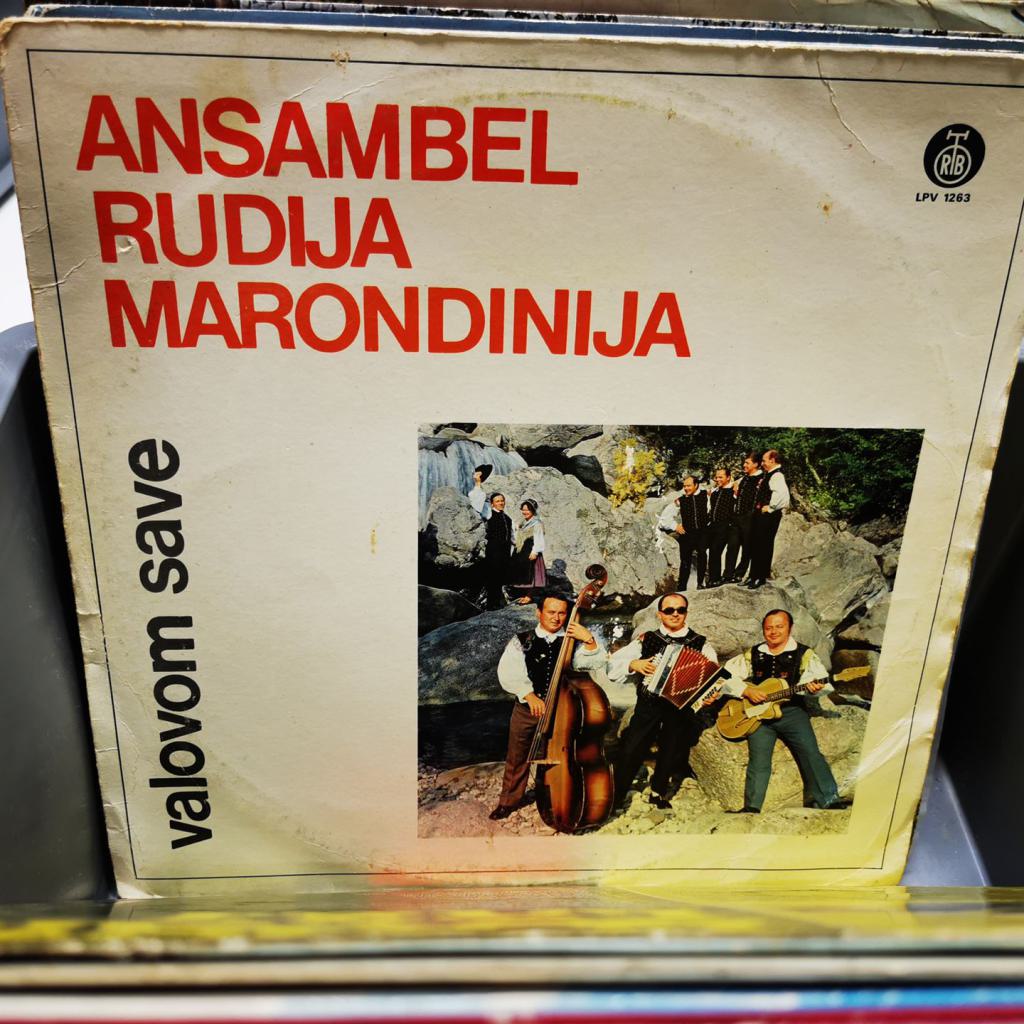 ANSAMBEL
RUDIJA
MARONDINIJA
RTB
LPV 1263
valovom save